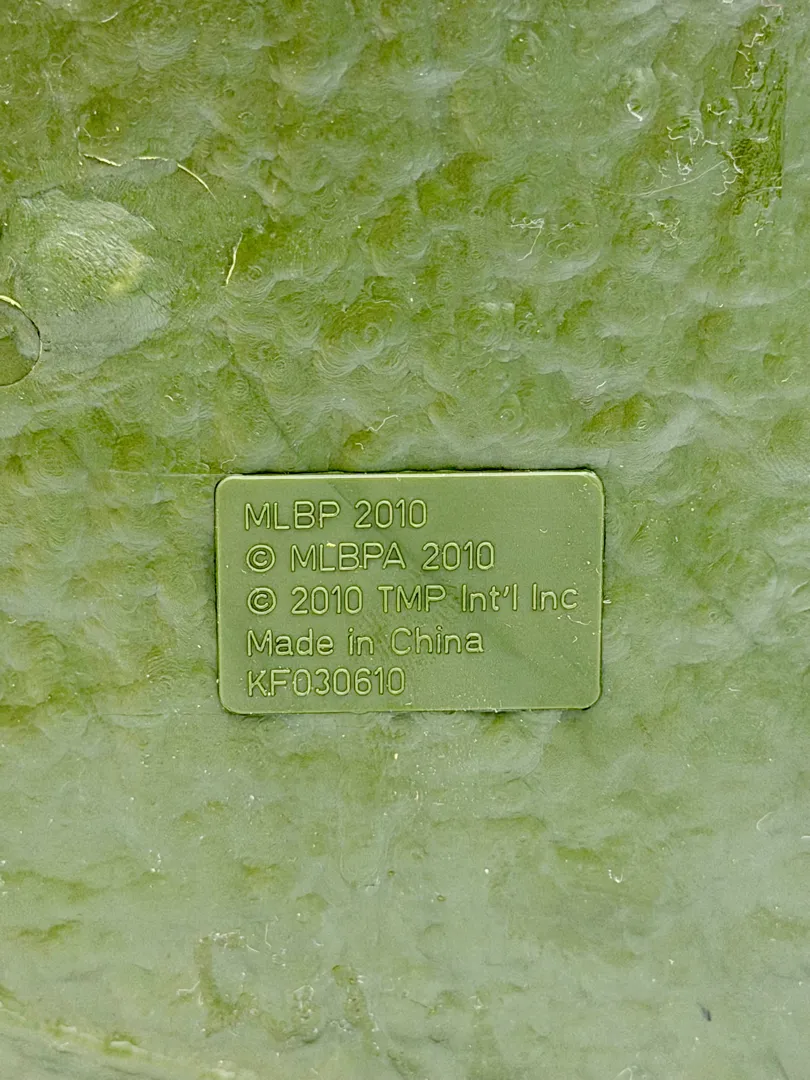 MLBP 2010
© MLBPA 2010
© 2010 TMP Int'l Inc
Made in China
KF030610